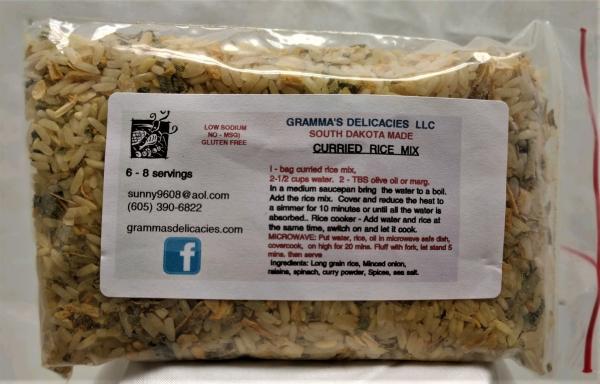 LOW SODIUM
NO - MSG)
GLUTEN FREE
6 - 8 servings
sunny9608@aol.com
(605) 390-6822
grammasdelicacies.com
f
GRAMMA'S DELICACIES LLC
SOUTH DAKOTA MADE
CURRIED RICE MIX
I - bag curried rice mix,
2-1/2 cups water. 2 - TBS olive oil or marg.
In a medium saucepan bring the water to a boil.
Add the rice mix. Cover and reduce the heat to
a simmer for 10 minutes or until all the water is
absorbed.. Rice cooker - Add water and rice at
the same time, switch on and let it cook.
MICROWAVE: Put water, rice, oil in microwave safe dish,
covercook, on high for 20 mins. Fluff with fork, let stand 5
mins. then serve
Ingredients: Long grain rice, Minced onion,
raisins, spinach, curry powder, Spices, sea salt.